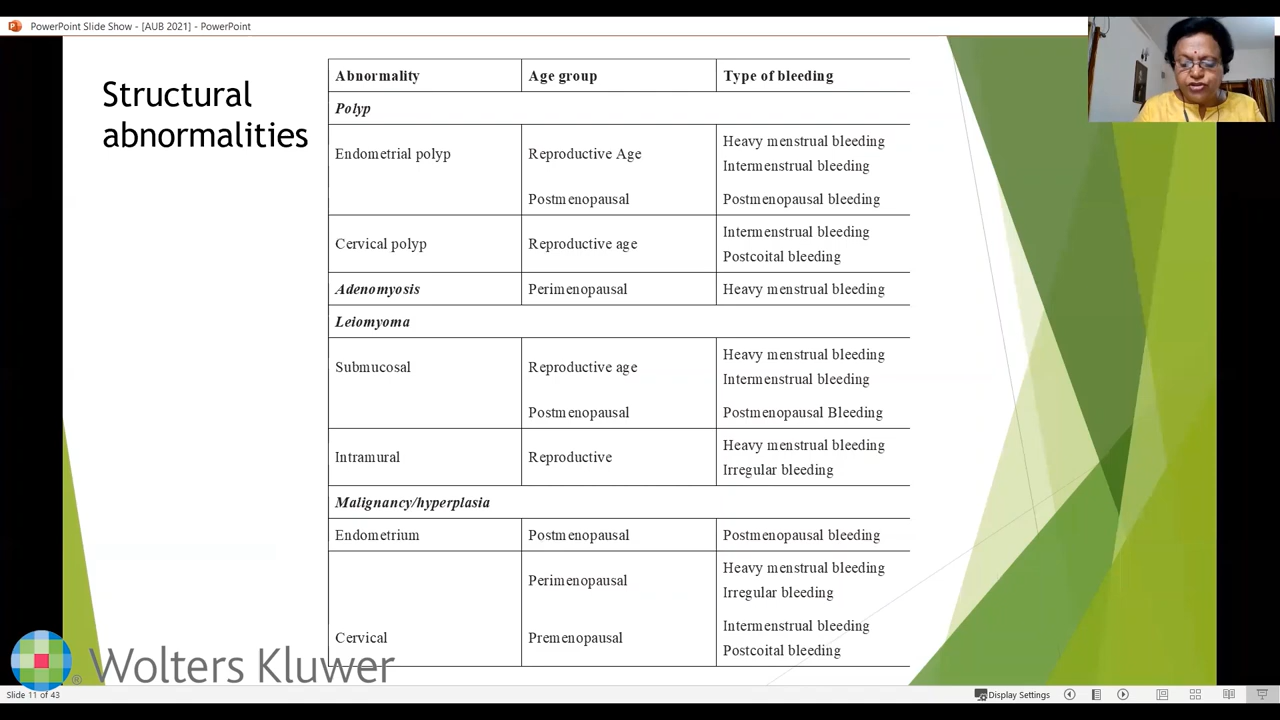 PowerPoint Slide Show - [AUB 2021] - PowerPoint
Structural
abnormalities
Abnormality Age group Type of bleeding
Polyp
Endometrial polyp Reproductive Age Heavy menstrual bleeding
Intermenstrual bleeding
Postmenopausal Postmenopausal bleeding
Cervical polyp Reproductive age Intermenstrual bleeding
Postcoital bleeding
Adenomyosis Perimenopausal Heavy menstrual bleeding
Leiomyoma
Submucosal Reproductive age Heavy menstrual bleeding
Intermenstrual bleeding
Postmenopausal Postmenopausal Bleeding
Intramural Reproductive Heavy menstrual bleeding
Irregular bleeding
Malignancy/hyperplasia
Endometrium Postmenopausal Postmenopausal bleeding
Perimenopausal Heavy menstrual bleeding
Irregular bleeding
Cervical Premenopausal Intermenstrual bleeding
Postcoital bleeding
® Wolters Kluwer
Slide 11 of 43 Display Settings